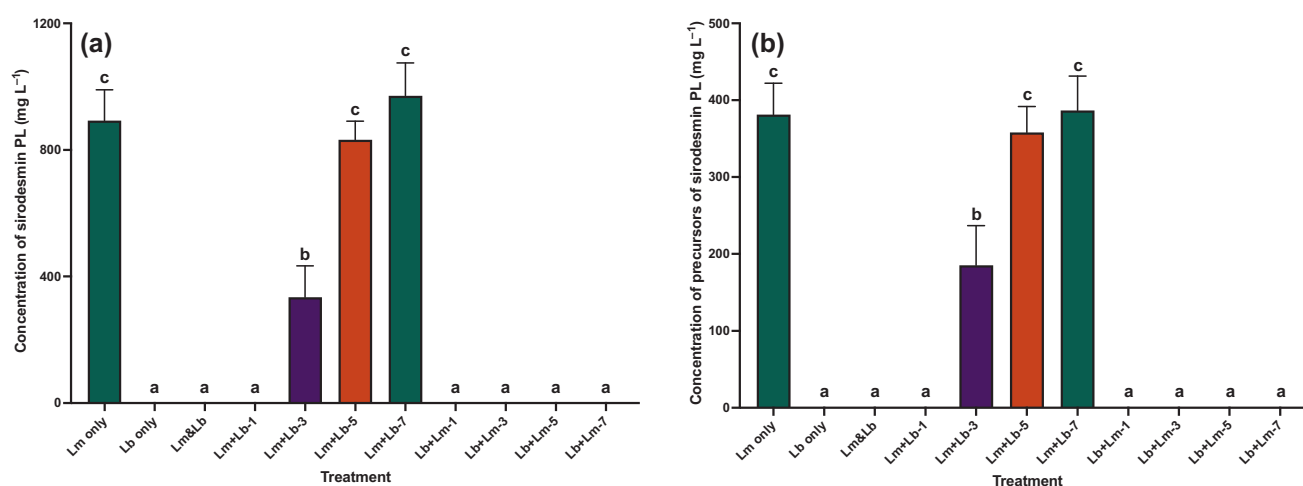 (a)
Concentration of sirodesmin PL (mg L⁻¹)
1200
800
400
0
c
a
a
a
b
c
c
a
a
a
a
Lm only
Lb only
Lm&Lb
Lm+Lb-1
Lm+Lb-3
Lm+Lb-5
Lm+Lb-7
Lb+Lm-1
Lb+Lm-3
Lb+Lm-5
Lb+Lm-7
Treatment
(b)
Concentration of precursors of sirodesmin PL (mg L⁻¹)
500
400
300
200
100
0
c
a
a
a
b
c
c
a
a
a
a
Lm only
Lb only
Lm&Lb
Lm+Lb-1
Lm+Lb-3
Lm+Lb-5
Lm+Lb-7
Lb+Lm-1
Lb+Lm-3
Lb+Lm-5
Lb+Lm-7
Treatment